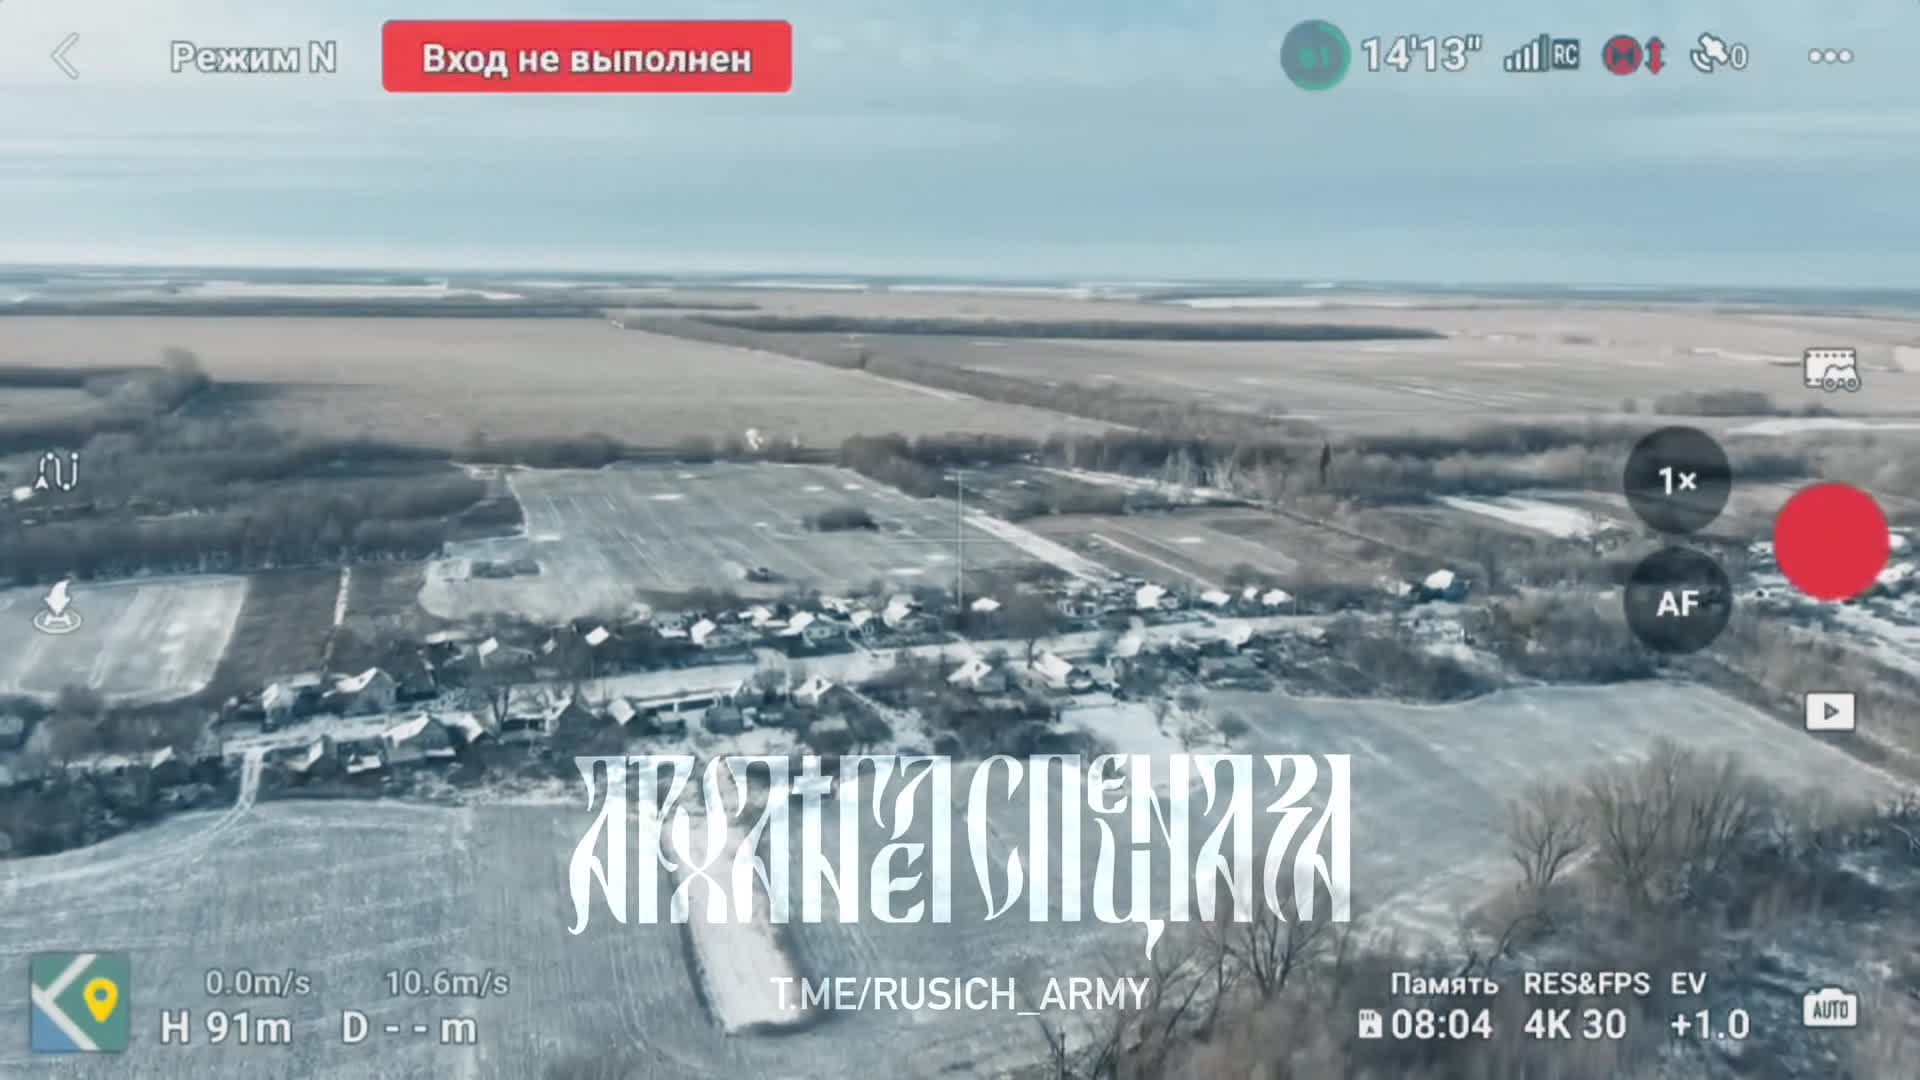 Режим N
Вход не выполнен
61
14'13"
RC
0
1×
AF
АРХАНГЕЛ СПЕЦНАЗА
T.ME/RUSICH_ARMY
0.0m/s 10.6m/s
H 91m D - - m
Память RES&FPS EV
08:04 4K 30 +1.0
AUTO